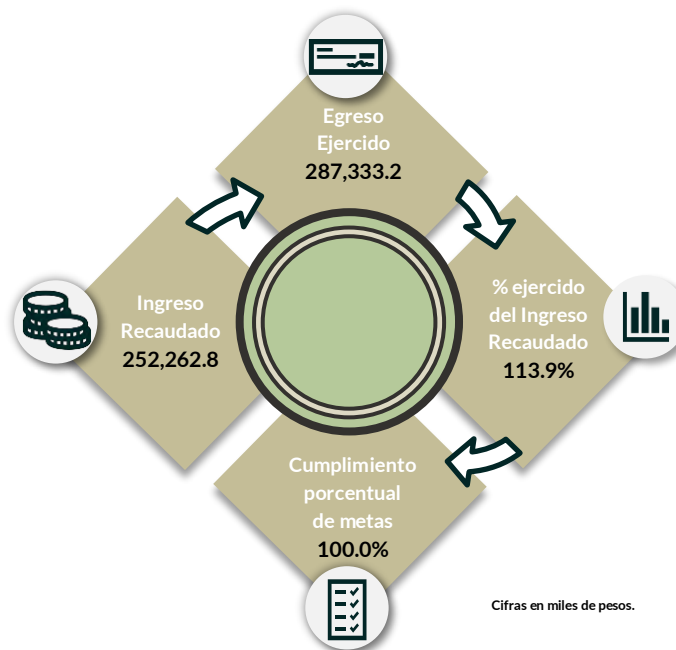 Egreso
Ejercido
287,333.2
Ingreso
Recaudado
252,262.8
% ejercido
del Ingreso
Recaudado
113.9%
Cumplimiento
porcentual
de metas
100.0%
Cifras en miles de pesos.